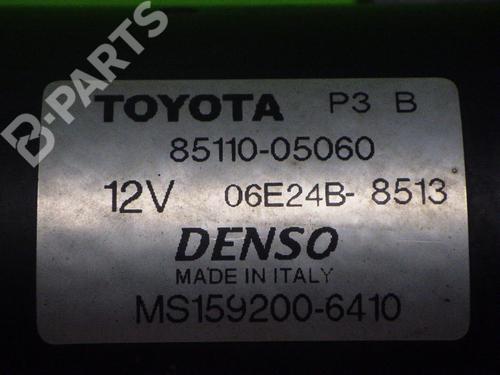 TOYOTA P3 B
85110-05060
12V 06E24B- 8513
DENSO
MADE IN ITALY
MS159200-6410
B-PARTS